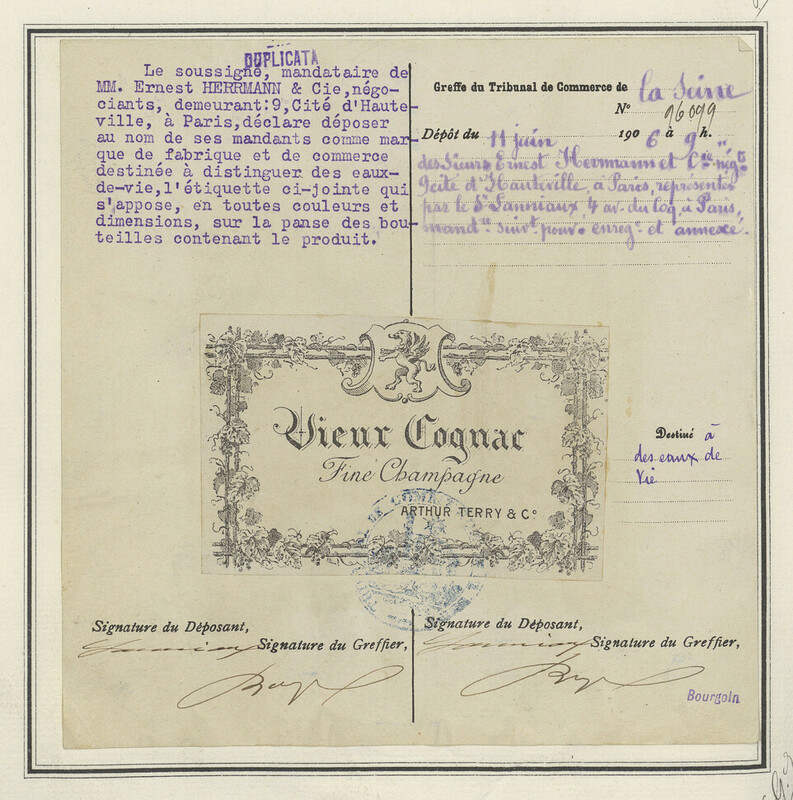 DUPLICATA
Le soussigné, mandataire de
MM. Ernest HERRMANN & Cie,négo-
ciants, demeurant:9,Cité d'Haute-
ville, à Paris,déclare déposer
au nom de ses mandants comme mar-
que de fabrique et de commerce
destinée à distinguer des eaux-
de-vie,l'étiquette ci-jointe qui
s'appose, en toutes couleurs et
dimensions, sur la panse des bou-
teilles contenant le produit.
Greffe du Tribunal de Commerce de la Seine
N° 96099
Dépôt du 11 juin 1906 à 9 h. "
des Sieurs Ernest Herrmann et Cie négts
9 cité d'Hauteville, à Paris, représentés
par le Sr Lanniaux, 4 av. du Coq, à Paris,
mandre suivt pouvr enregt et annexé.
Vieux Cognac
Fine Champagne
ARTHUR TERRY & Co
Destiné à
des eaux de
vie
Signature du Déposant,
Signature du Greffier,
Signature du Déposant,
Signature du Greffier,
Bourgoin